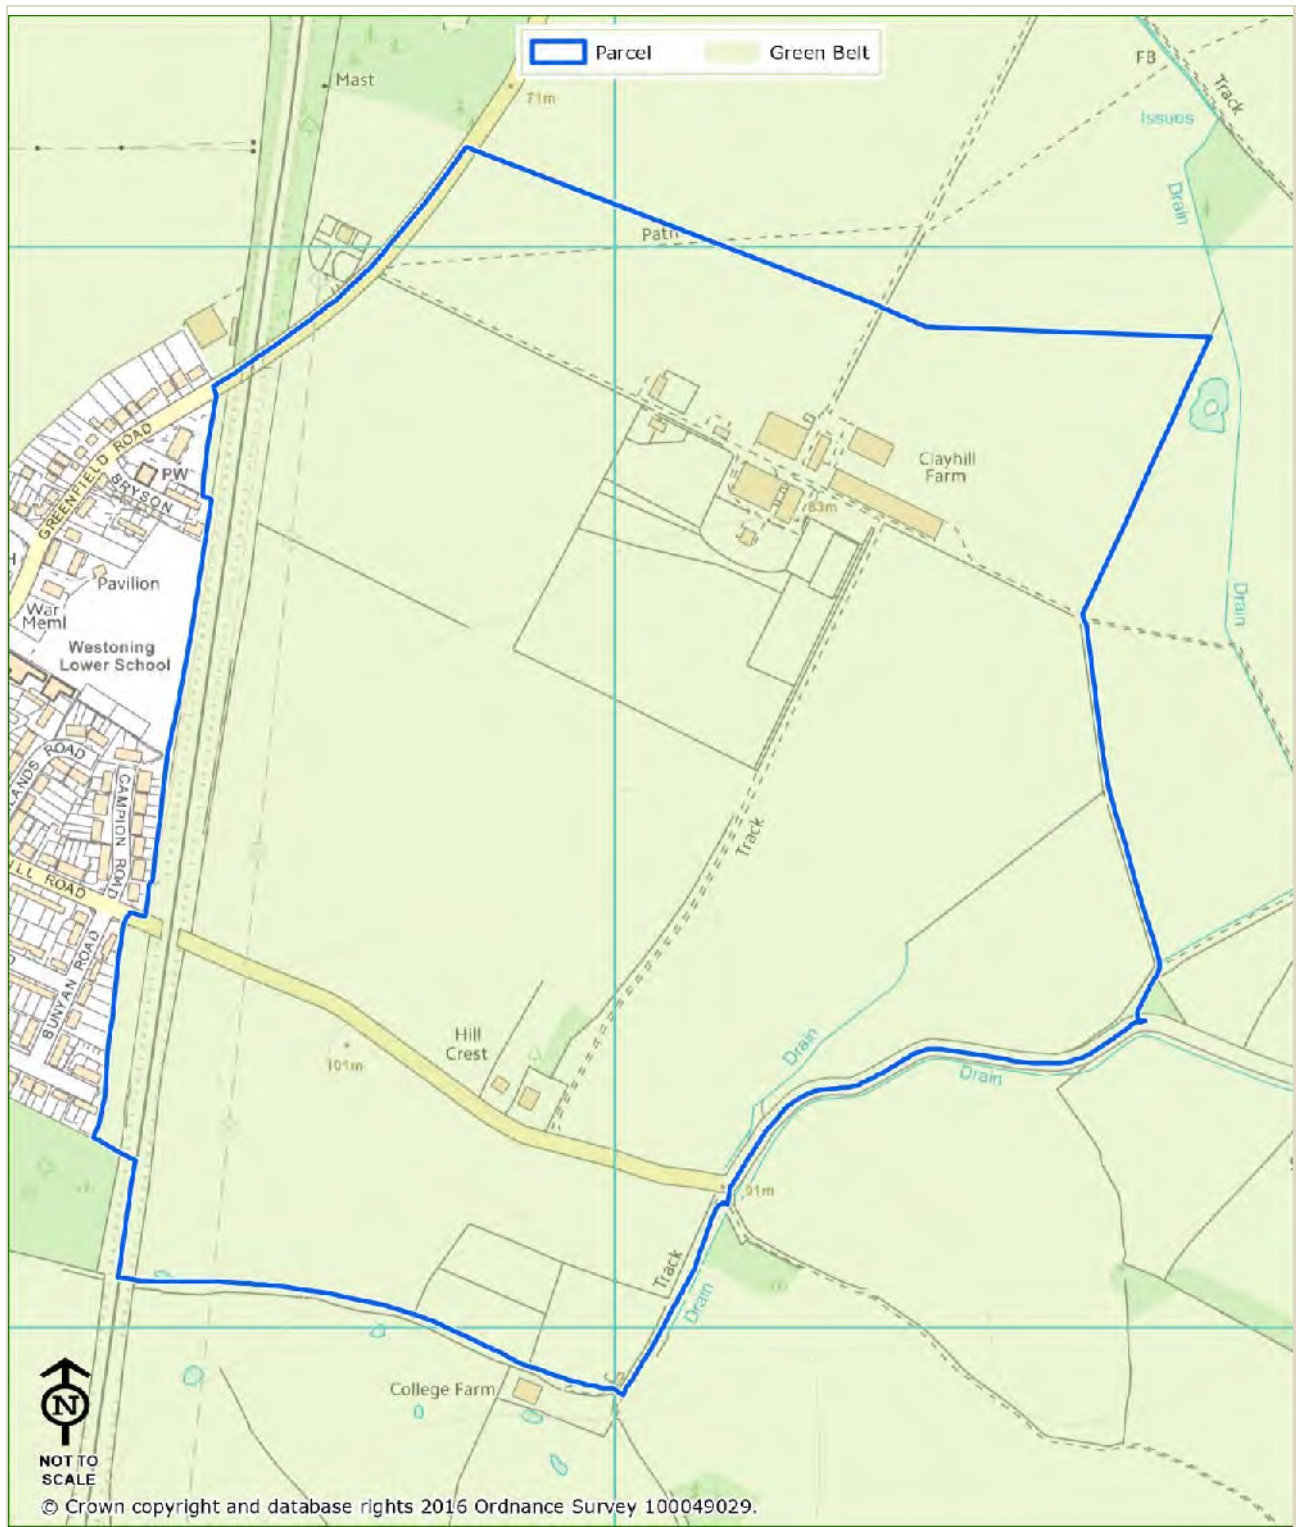 Parcel
Green Belt
Mast
71m
FB
Track
Issues
Drain
Path
GREENFIELD ROAD
PW
BRYSON
Clayhill
Farm
83m
Pavilion
War
Meml
Westoning
Lower School
Drain
ROAD
CAMPION ROAD
ILL ROAD
BUNYAN ROAD
Track
Hill
Crest
101m
Drain
Drain
91m
Track
Drain
College Farm
N
NOT TO
SCALE
© Crown copyright and database rights 2016 Ordnance Survey 100049029.